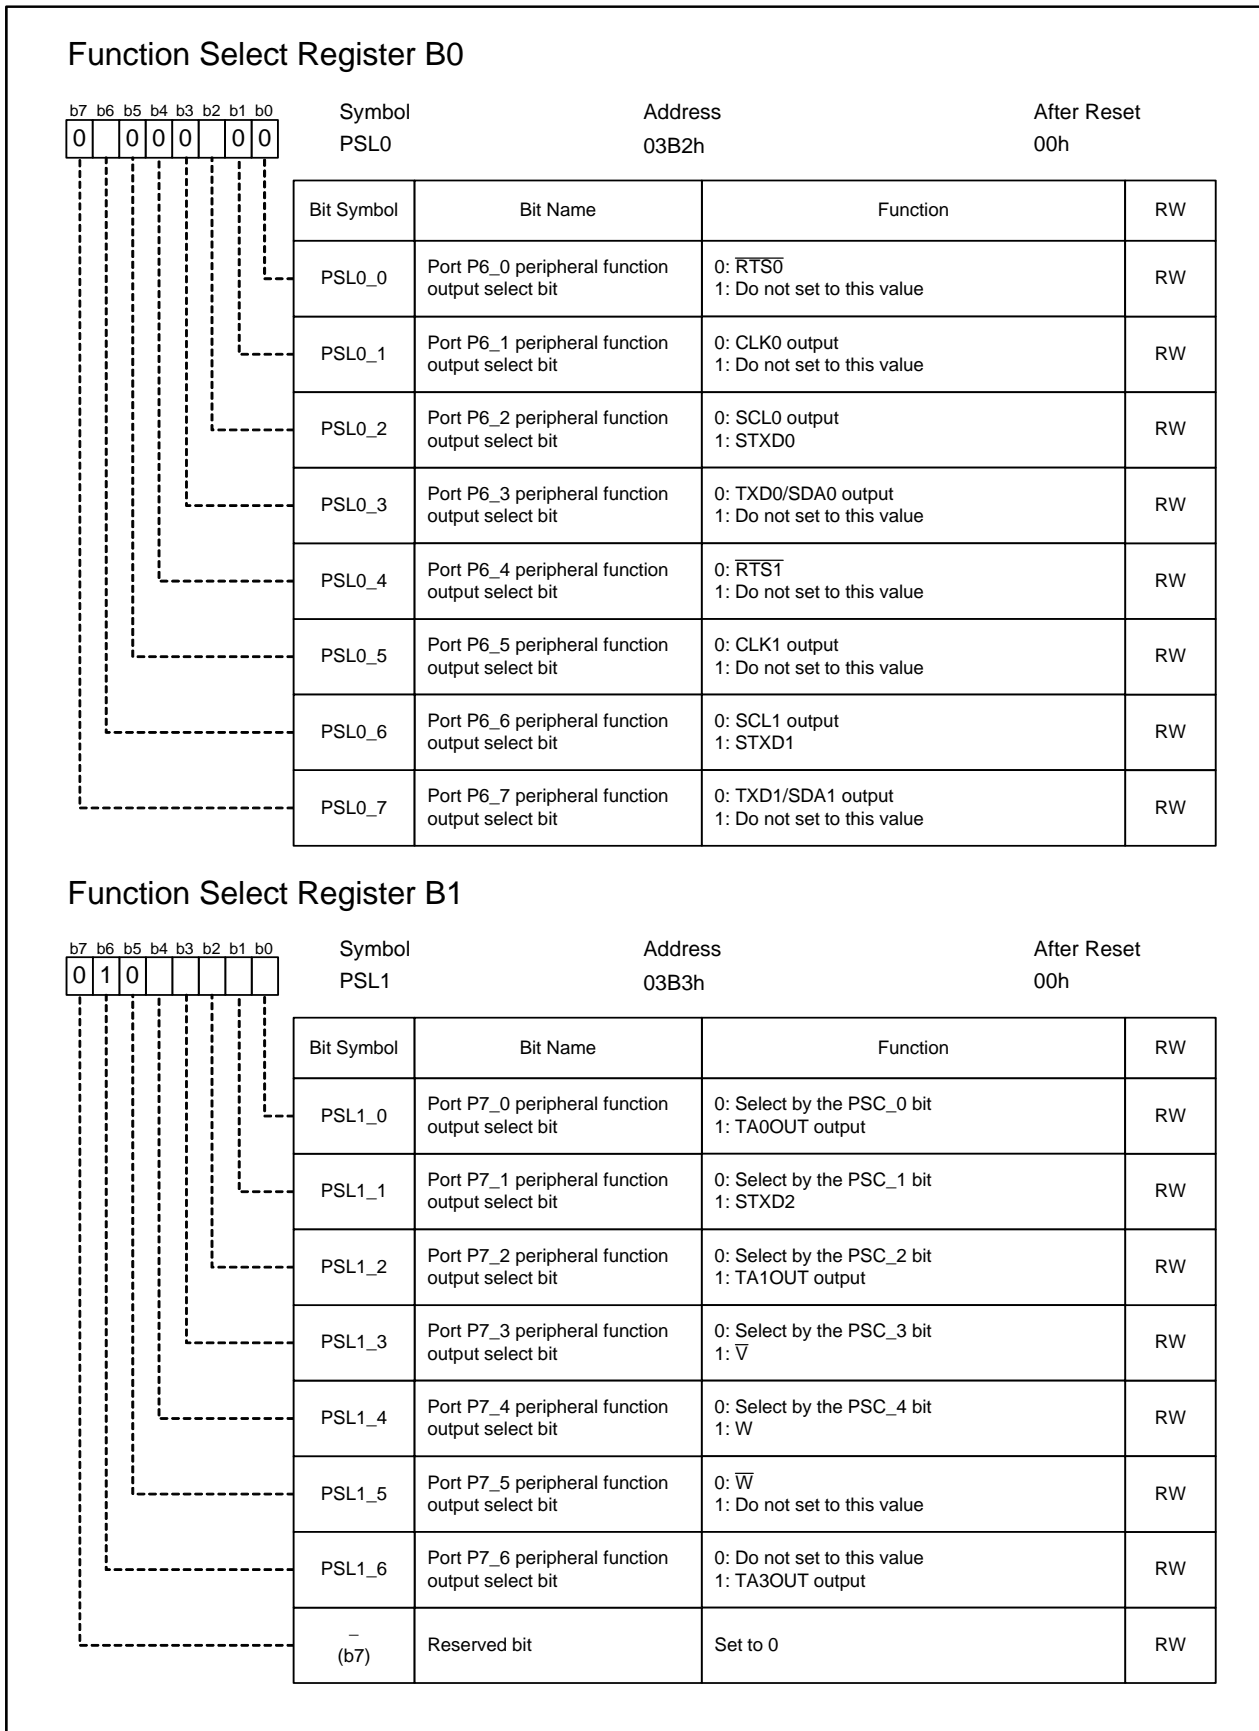 Function Select Register B0
b7 b6 b5 b4 b3 b2 b1 b0
0 0 0 0 0 0
Symbol Address After Reset
PSL0 03B2h 00h
Bit Symbol Bit Name Function RW
PSL0_0 Port P6_0 peripheral function output select bit 0: R̅T̅S̅0̅ RW
1: Do not set to this value
PSL0_1 Port P6_1 peripheral function output select bit 0: CLK0 output RW
1: Do not set to this value
PSL0_2 Port P6_2 peripheral function output select bit 0: SCL0 output RW
1: STXD0
PSL0_3 Port P6_3 peripheral function output select bit 0: TXD0/SDA0 output RW
1: Do not set to this value
PSL0_4 Port P6_4 peripheral function output select bit 0: R̅T̅S̅1̅ RW
1: Do not set to this value
PSL0_5 Port P6_5 peripheral function output select bit 0: CLK1 output RW
1: Do not set to this value
PSL0_6 Port P6_6 peripheral function output select bit 0: SCL1 output RW
1: STXD1
PSL0_7 Port P6_7 peripheral function output select bit 0: TXD1/SDA1 output RW
1: Do not set to this value
Function Select Register B1
b7 b6 b5 b4 b3 b2 b1 b0
0 1 0
Symbol Address After Reset
PSL1 03B3h 00h
Bit Symbol Bit Name Function RW
PSL1_0 Port P7_0 peripheral function output select bit 0: Select by the PSC_0 bit RW
1: TA0OUT output
PSL1_1 Port P7_1 peripheral function output select bit 0: Select by the PSC_1 bit RW
1: STXD2
PSL1_2 Port P7_2 peripheral function output select bit 0: Select by the PSC_2 bit RW
1: TA1OUT output
PSL1_3 Port P7_3 peripheral function output select bit 0: Select by the PSC_3 bit RW
1: V̅
PSL1_4 Port P7_4 peripheral function output select bit 0: Select by the PSC_4 bit RW
1: W
PSL1_5 Port P7_5 peripheral function output select bit 0: W̅ RW
1: Do not set to this value
PSL1_6 Port P7_6 peripheral function output select bit 0: Do not set to this value RW
1: TA3OUT output
_ (b7) Reserved bit Set to 0 RW